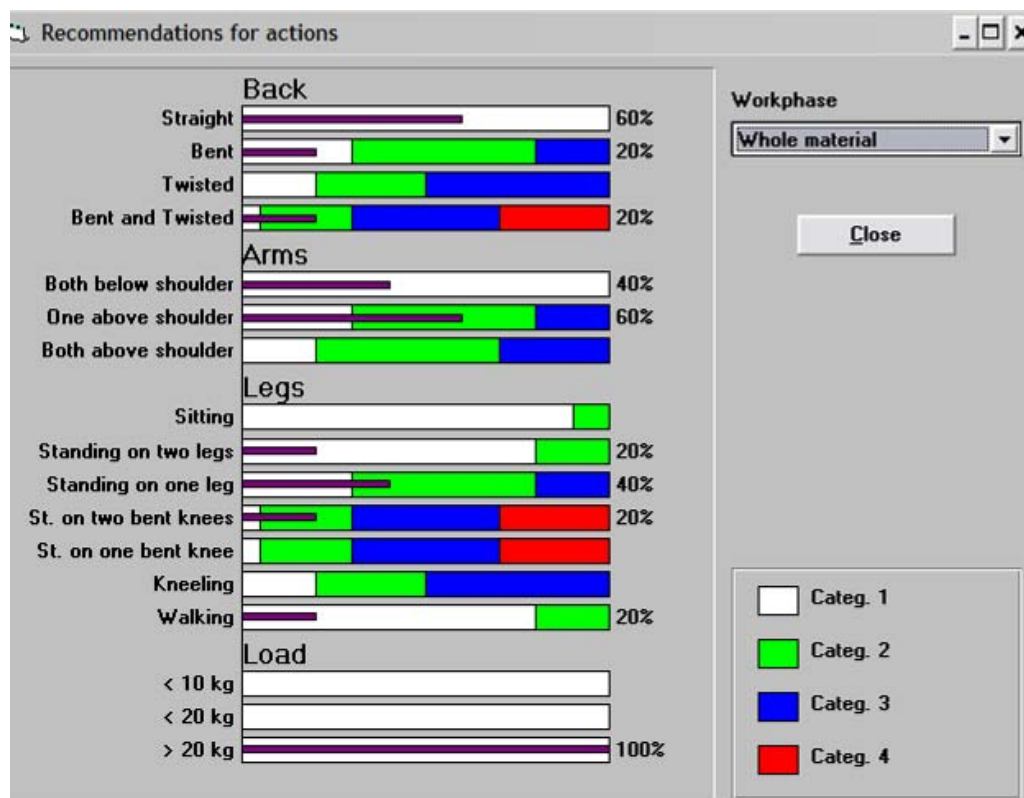 Recommendations for actions
Back
Straight 60%
Bent 20%
Twisted
Bent and Twisted 20%
Arms
Both below shoulder 40%
One above shoulder 60%
Both above shoulder
Legs
Sitting
Standing on two legs 20%
Standing on one leg 40%
St. on two bent knees 20%
St. on one bent knee
Kneeling
Walking 20%
Load
< 10 kg
< 20 kg
> 20 kg 100%
Workphase
Whole material
Close
Categ. 1
Categ. 2
Categ. 3
Categ. 4